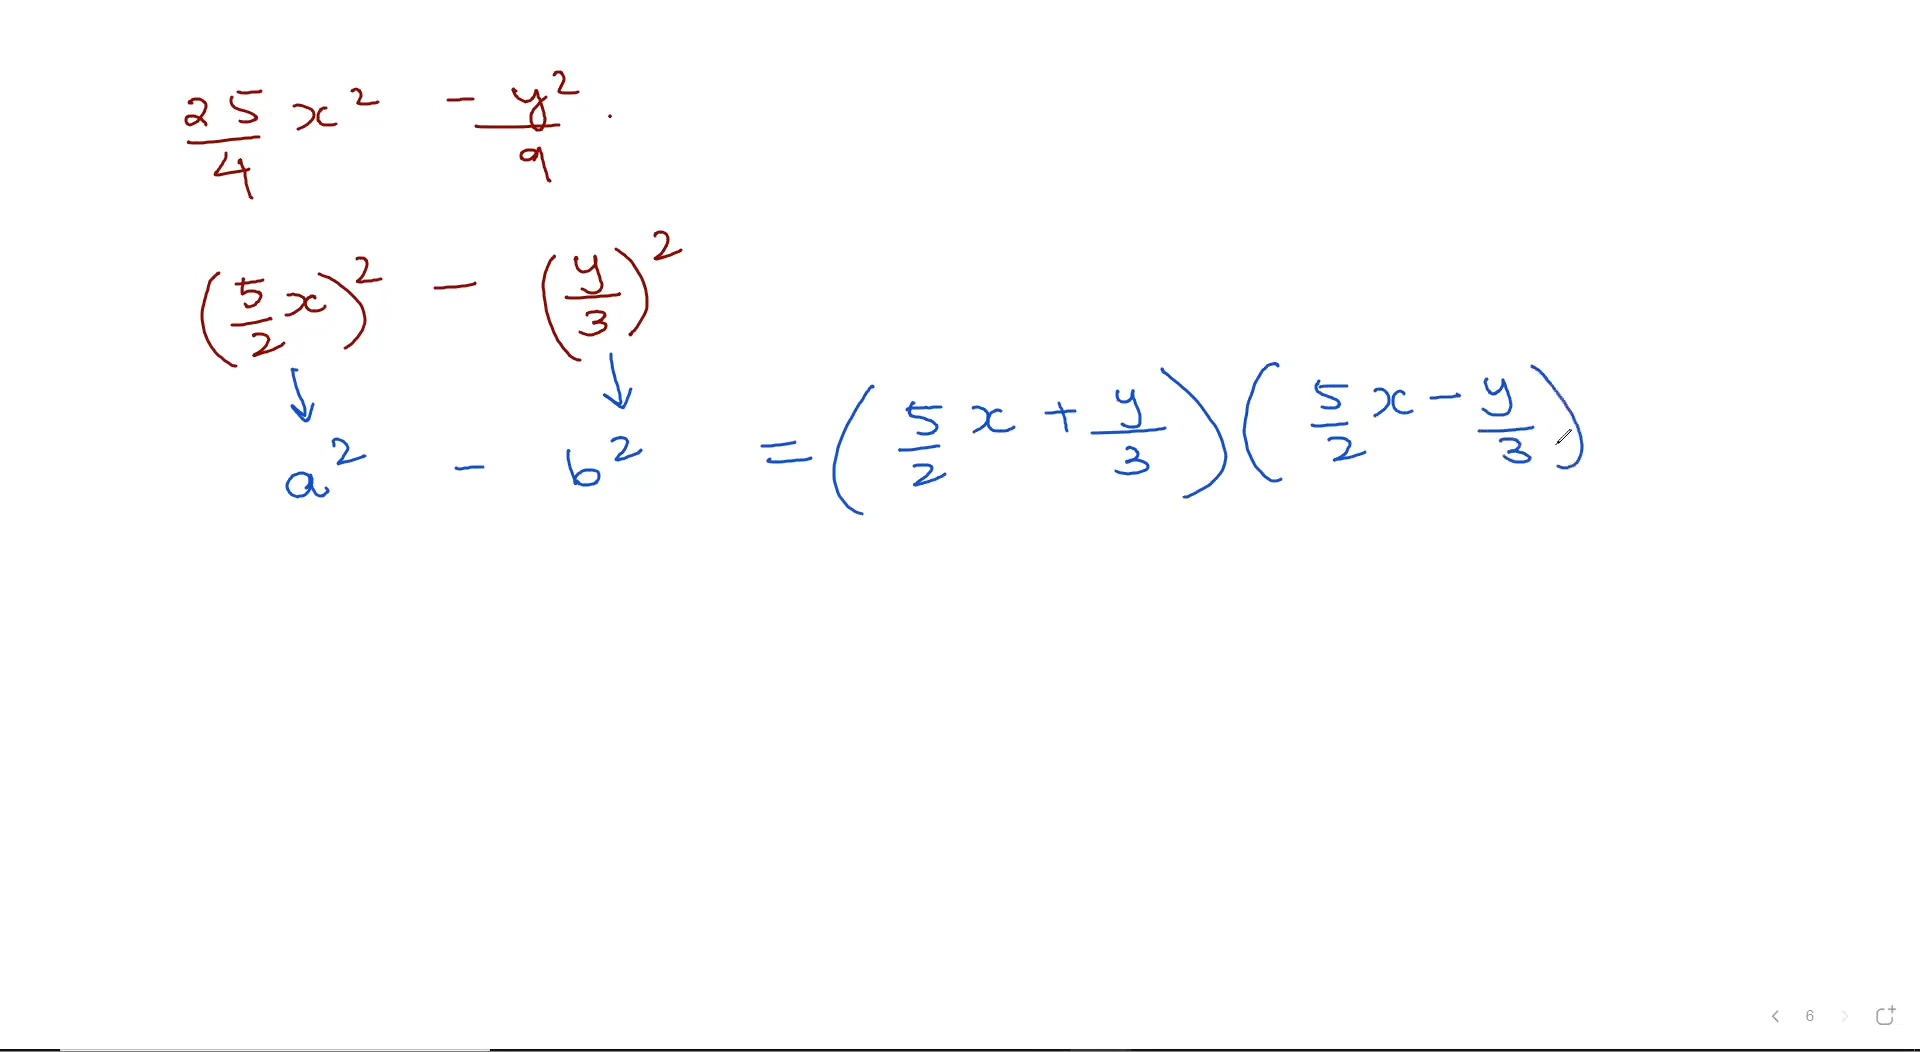 25/4 x² - y²/9 .
(5/2 x)² - (y/3)²
a² - b² = (5/2 x + y/3) (5/2 x - y/3)
6